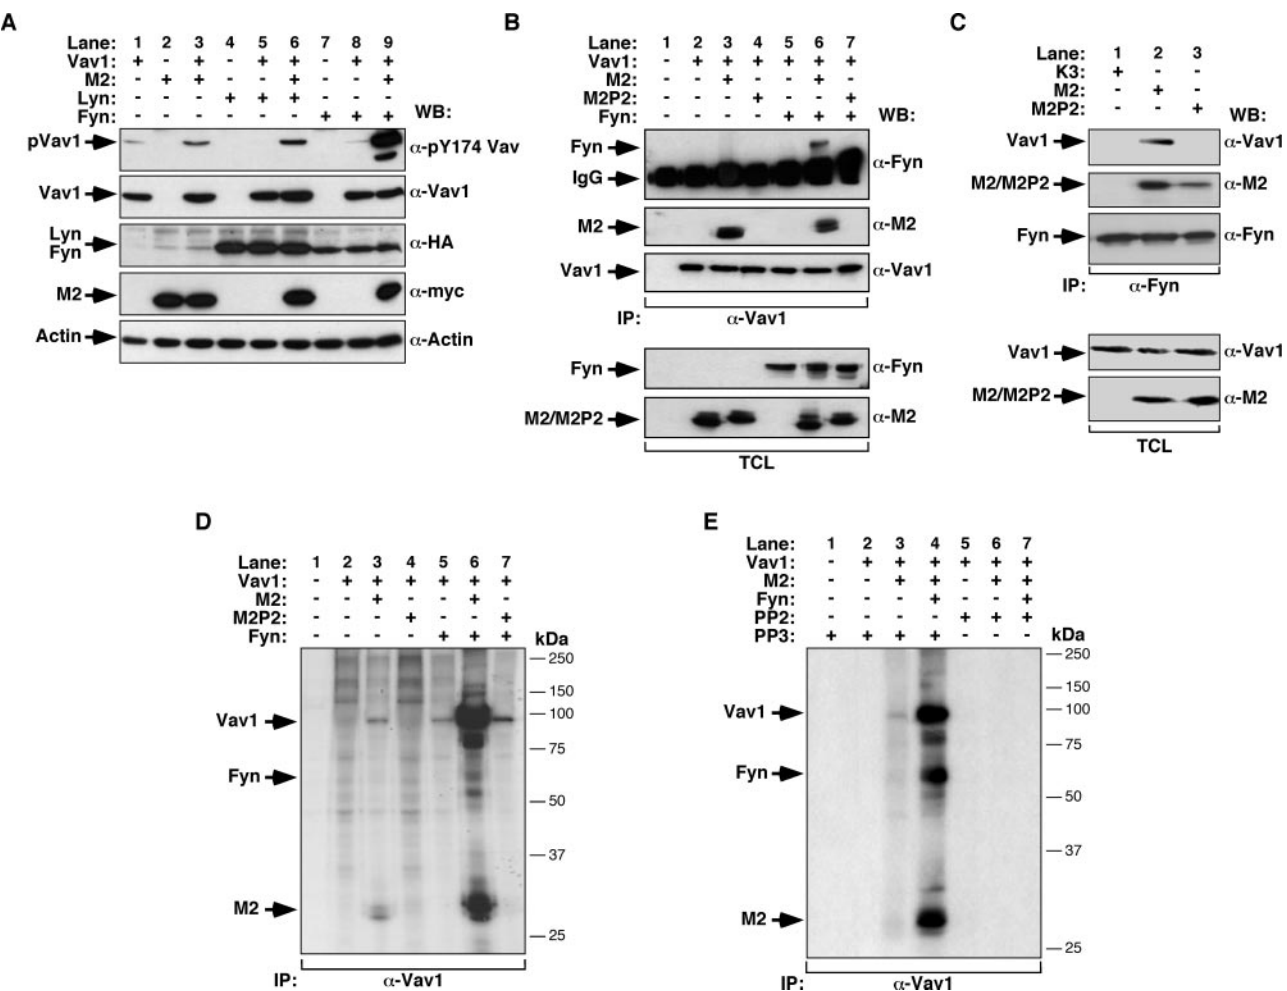 A
Lane: 1 2 3 4 5 6 7 8 9
Vav1: + - + - + + - + +
M2: - + + - - + - - +
Lyn: - - - + + + - - -
Fyn: - - - - - - + + +
WB:
pVav1 α-pY174 Vav
Vav1 α-Vav1
Lyn
Fyn α-HA
M2 α-myc
Actin α-Actin
B
Lane: 1 2 3 4 5 6 7
Vav1: - + + + + + +
M2: - - + - - + -
M2P2: - - - + - - +
Fyn: - - - - + + +
WB:
Fyn
IgG α-Fyn
M2 α-M2
Vav1 α-Vav1
IP: α-Vav1
Fyn α-Fyn
M2/M2P2 α-M2
TCL
C
Lane: 1 2 3
K3: + - -
M2: - + -
M2P2: - - +
WB:
Vav1 α-Vav1
M2/M2P2 α-M2
Fyn α-Fyn
IP: α-Fyn
Vav1 α-Vav1
M2/M2P2 α-M2
TCL
D
Lane: 1 2 3 4 5 6 7
Vav1: - + + + + + +
M2: - - + - - + -
M2P2: - - - + - - +
Fyn: - - - - + + +
kDa
250
150
100
Vav1
75
Fyn
50
37
M2
25
IP: α-Vav1
E
Lane: 1 2 3 4 5 6 7
Vav1: - + + + + + +
M2: - - + + - + +
Fyn: - - - + - - +
PP2: - - - - + + +
PP3: + + + + - - -
kDa
250
150
100
Vav1
75
Fyn
50
37
M2
25
IP: α-Vav1